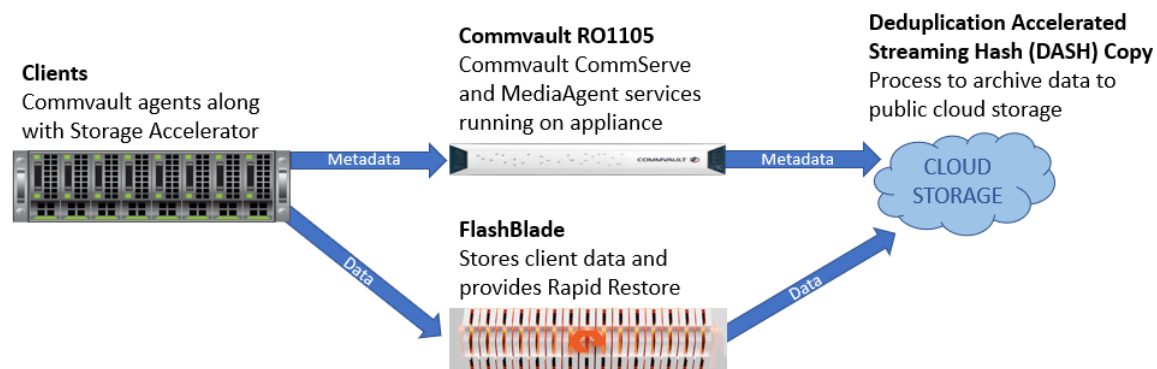 Clients
Commvault agents along
with Storage Accelerator
Metadata
Data
Commvault RO1105
Commvault CommServe
and MediaAgent services
running on appliance
COMMVAULT
Metadata
FlashBlade
Stores client data and
provides Rapid Restore
Data
Deduplication Accelerated
Streaming Hash (DASH) Copy
Process to archive data to
public cloud storage
CLOUD
STORAGE